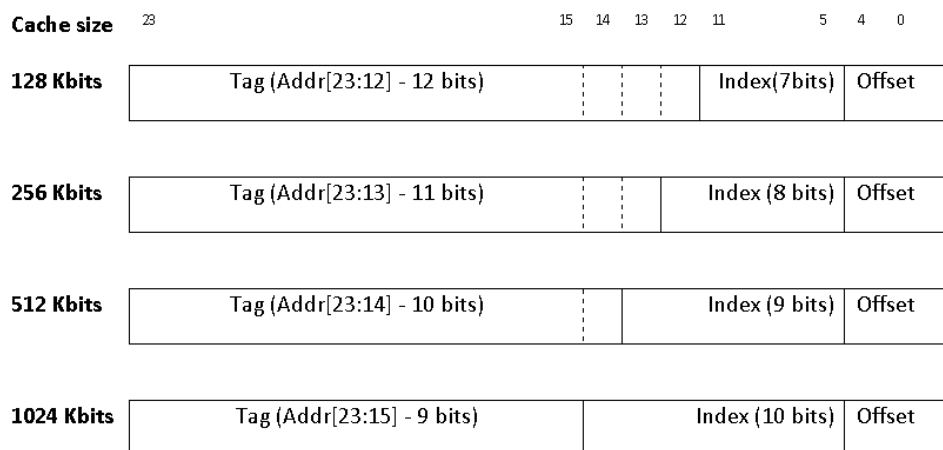 Cache size 23 15 14 13 12 11 5 4 0
128 Kbits Tag (Addr[23:12] - 12 bits) Index(7bits) Offset
256 Kbits Tag (Addr[23:13] - 11 bits) Index (8 bits) Offset
512 Kbits Tag (Addr[23:14] - 10 bits) Index (9 bits) Offset
1024 Kbits Tag (Addr[23:15] - 9 bits) Index (10 bits) Offset